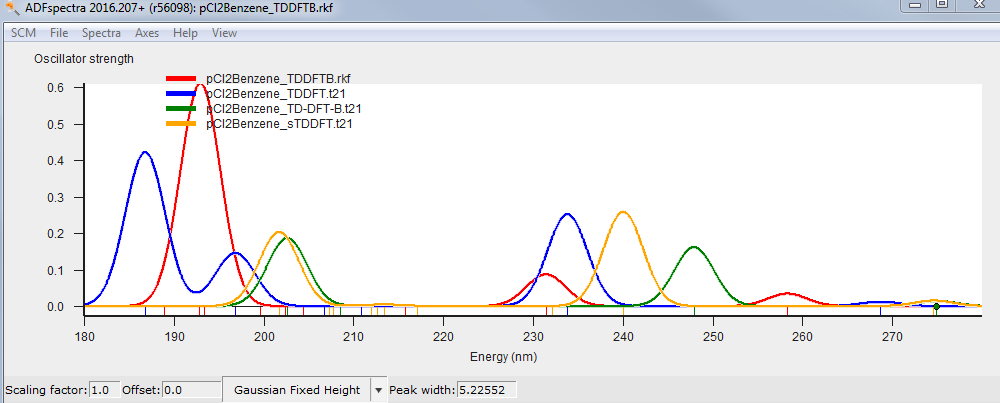 ADFspectra 2016.207+ (r56098): pCl2Benzene_TDDFTB.rkf
SCM File Spectra Axes Help View
Oscillator strength
pCl2Benzene_TDDFTB.rkf
pCl2Benzene_TDDFT.t21
pCl2Benzene_TD-DFT-B.t21
pCl2Benzene_sTDDFT.t21
0.6
0.5
0.4
0.3
0.2
0.1
0.0
180 190 200 210 220 230 240 250 260 270
Energy (nm)
Scaling factor: 1.0 Offset: 0.0 Gaussian Fixed Height Peak width: 5.22552